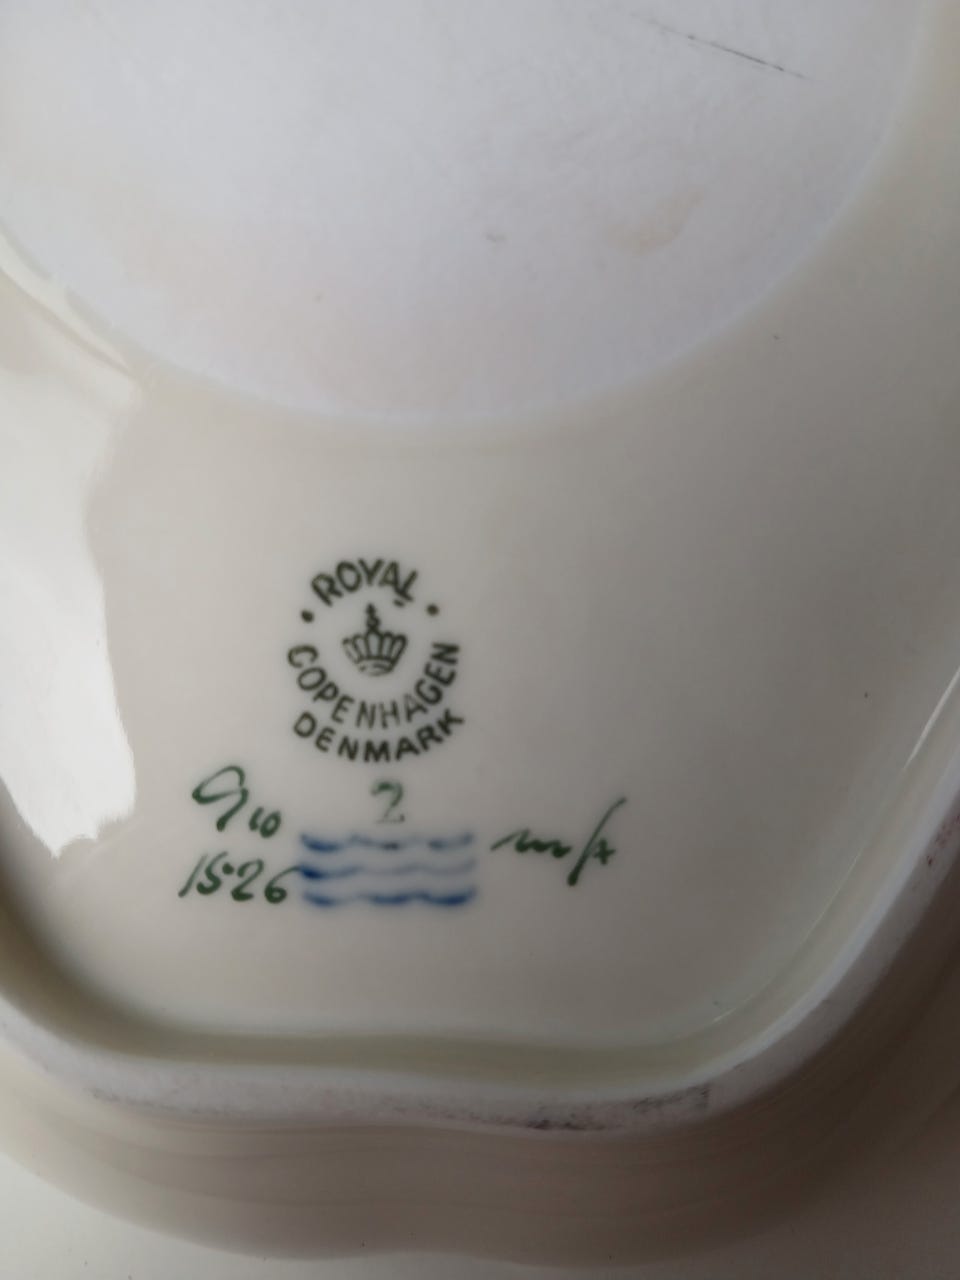 ROYAL
COPENHAGEN
DENMARK
2
910
1526